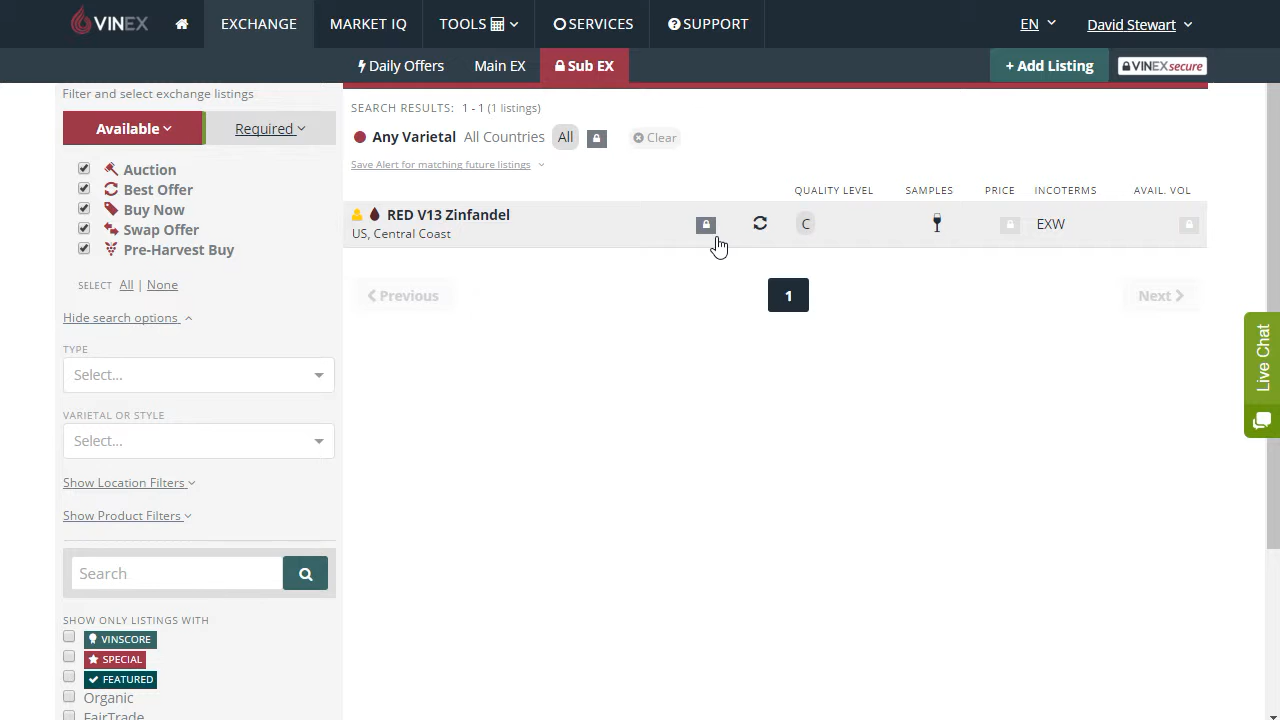 VINEX
EXCHANGE
MARKET IQ
TOOLS
SERVICES
SUPPORT
EN
David Stewart
Daily Offers
Main EX
Sub EX
+ Add Listing
VINEX secure
Filter and select exchange listings
Available
Required
Auction
Best Offer
Buy Now
Swap Offer
Pre-Harvest Buy
SELECT All | None
Hide search options
TYPE
Select...
VARIETAL OR STYLE
Select...
Show Location Filters
Show Product Filters
Search
SHOW ONLY LISTINGS WITH
VINSCORE
SPECIAL
FEATURED
Organic
FairTrade
SEARCH RESULTS: 1 - 1 (1 listings)
Any Varietal All Countries All Clear
Save Alert for matching future listings
QUALITY LEVEL SAMPLES PRICE INCOTERMS AVAIL. VOL
RED V13 Zinfandel
US, Central Coast
C
EXW
Previous
1
Next
Live Chat